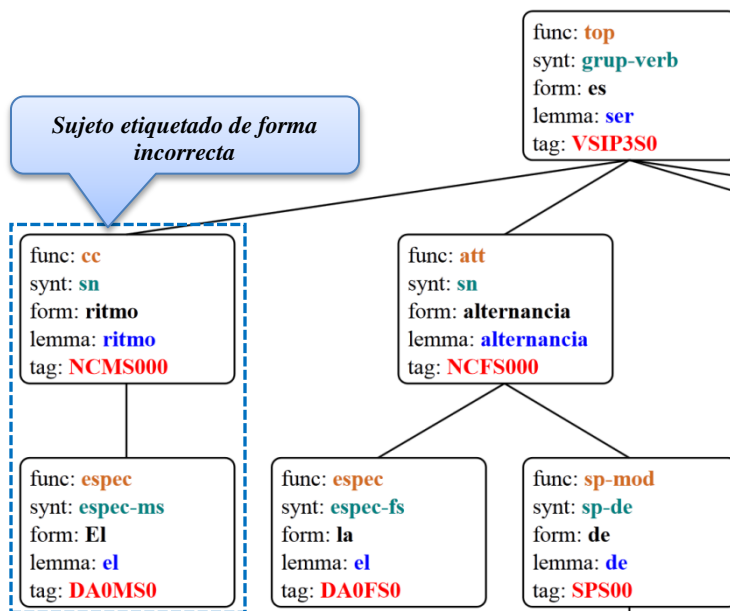 func: top
synt: grup-verb
form: es
lemma: ser
tag: VSIP3S0
Sujeto etiquetado de forma
incorrecta
func: cc
synt: sn
form: ritmo
lemma: ritmo
tag: NCMS000
func: att
synt: sn
form: alternancia
lemma: alternancia
tag: NCFS000
func: espec
synt: espec-ms
form: El
lemma: el
tag: DA0MS0
func: espec
synt: espec-fs
form: la
lemma: el
tag: DA0FS0
func: sp-mod
synt: sp-de
form: de
lemma: de
tag: SPS00